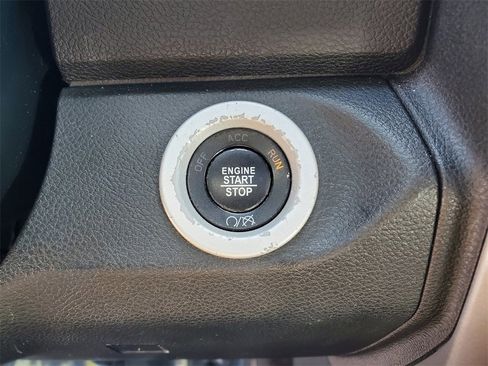 OFF ACC RUN
ENGINE
START
STOP